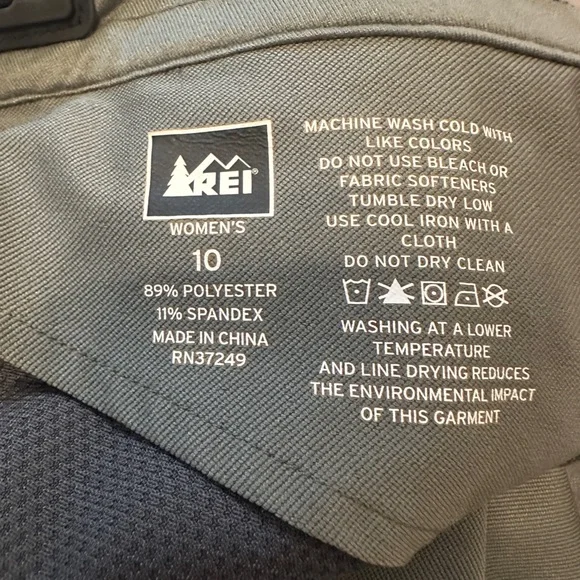 REI®
WOMEN'S
10
89% POLYESTER
11% SPANDEX
MADE IN CHINA
RN37249
MACHINE WASH COLD WITH
LIKE COLORS
DO NOT USE BLEACH OR
FABRIC SOFTENERS
TUMBLE DRY LOW
USE COOL IRON WITH A
CLOTH
DO NOT DRY CLEAN
WASHING AT A LOWER
TEMPERATURE
AND LINE DRYING REDUCES
THE ENVIRONMENTAL IMPACT
OF THIS GARMENT